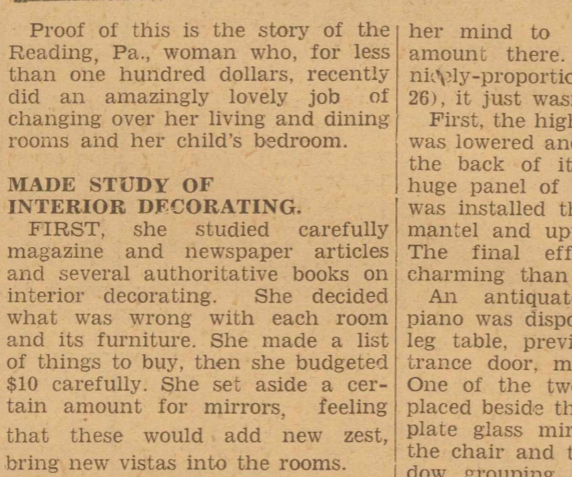 Proof of this is the story of the
Reading, Pa., woman who, for less
than one hundred dollars, recently
did an amazingly lovely job of
changing over her living and dining
rooms and her child's bedroom.
MADE STUDY OF
INTERIOR DECORATING.
FIRST, she studied carefully
magazine and newspaper articles
and several authoritative books on
interior decorating. She decided
what was wrong with each room
and its furniture. She made a list
of things to buy, then she budgeted
$10 carefully. She set aside a cer-
tain amount for mirrors, feeling
that these would add new zest,
bring new vistas into the rooms.
her mind to
amount there.
nicely-proportio
26), it just was
First, the high
was lowered and
the back of it
huge panel of
was installed th
mantel and up
The final eff
charming than
An antiquat
piano was dispo
leg table, previ
trance door, m
One of the tw
placed beside th
plate glass mir
the chair and t
dow grouping